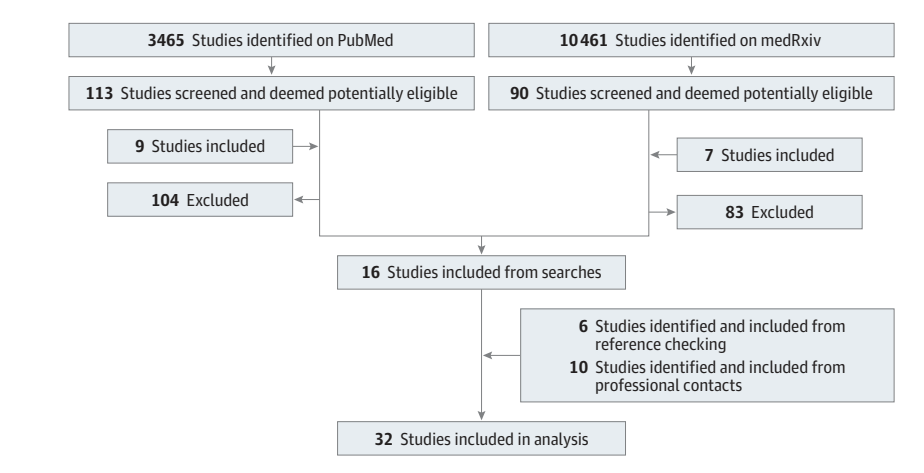 3465 Studies identified on PubMed
10461 Studies identified on medRxiv
113 Studies screened and deemed potentially eligible
90 Studies screened and deemed potentially eligible
9 Studies included
7 Studies included
104 Excluded
83 Excluded
16 Studies included from searches
6 Studies identified and included from
reference checking
10 Studies identified and included from
professional contacts
32 Studies included in analysis